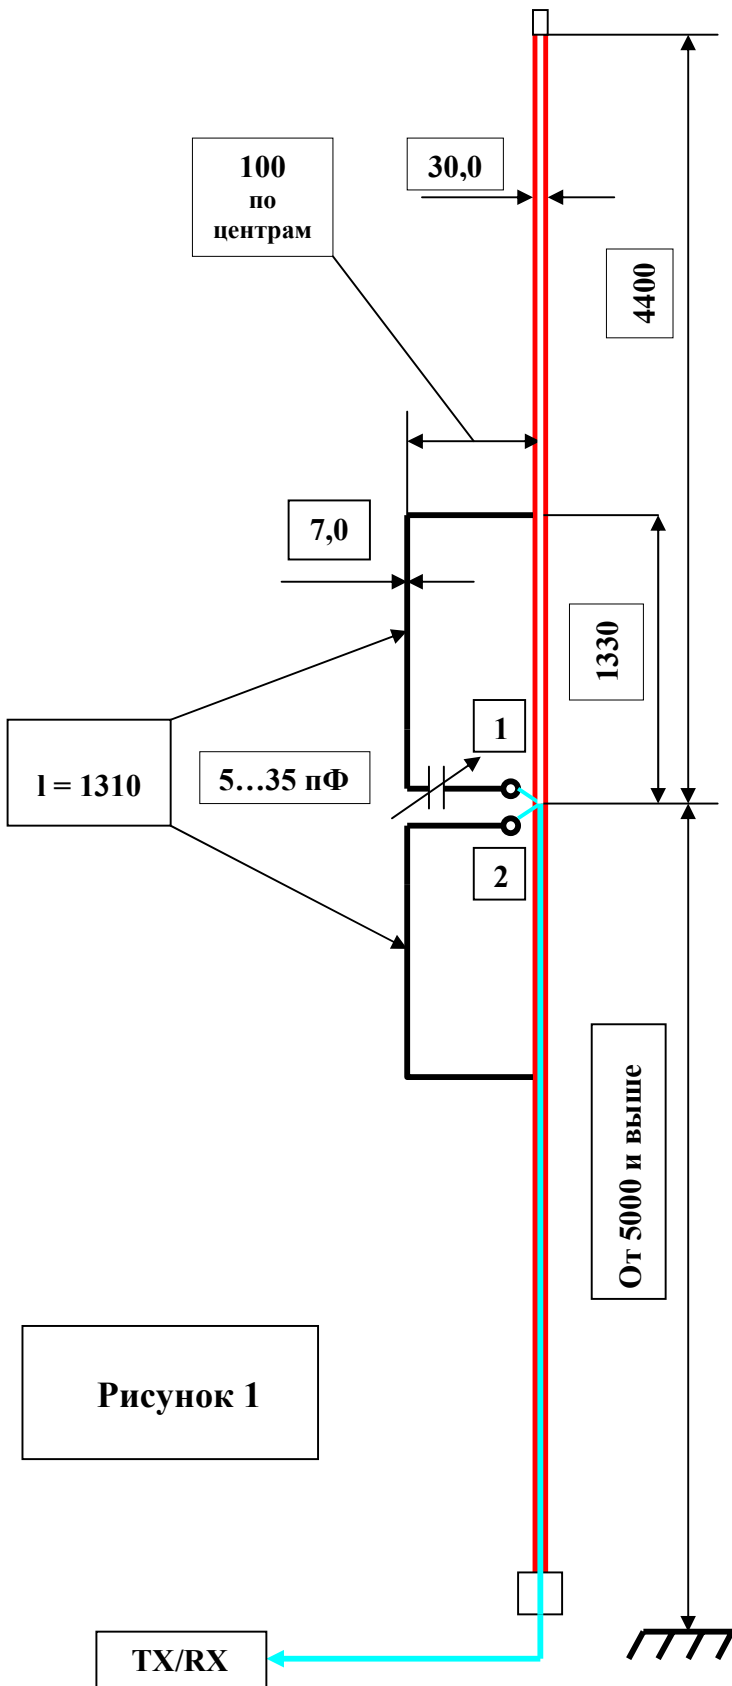 100
по
центрам
30,0
4400
7,0
1330
1
l = 1310
5…35 пФ
2
От 5000 и выше
Рисунок 1
TX/RX